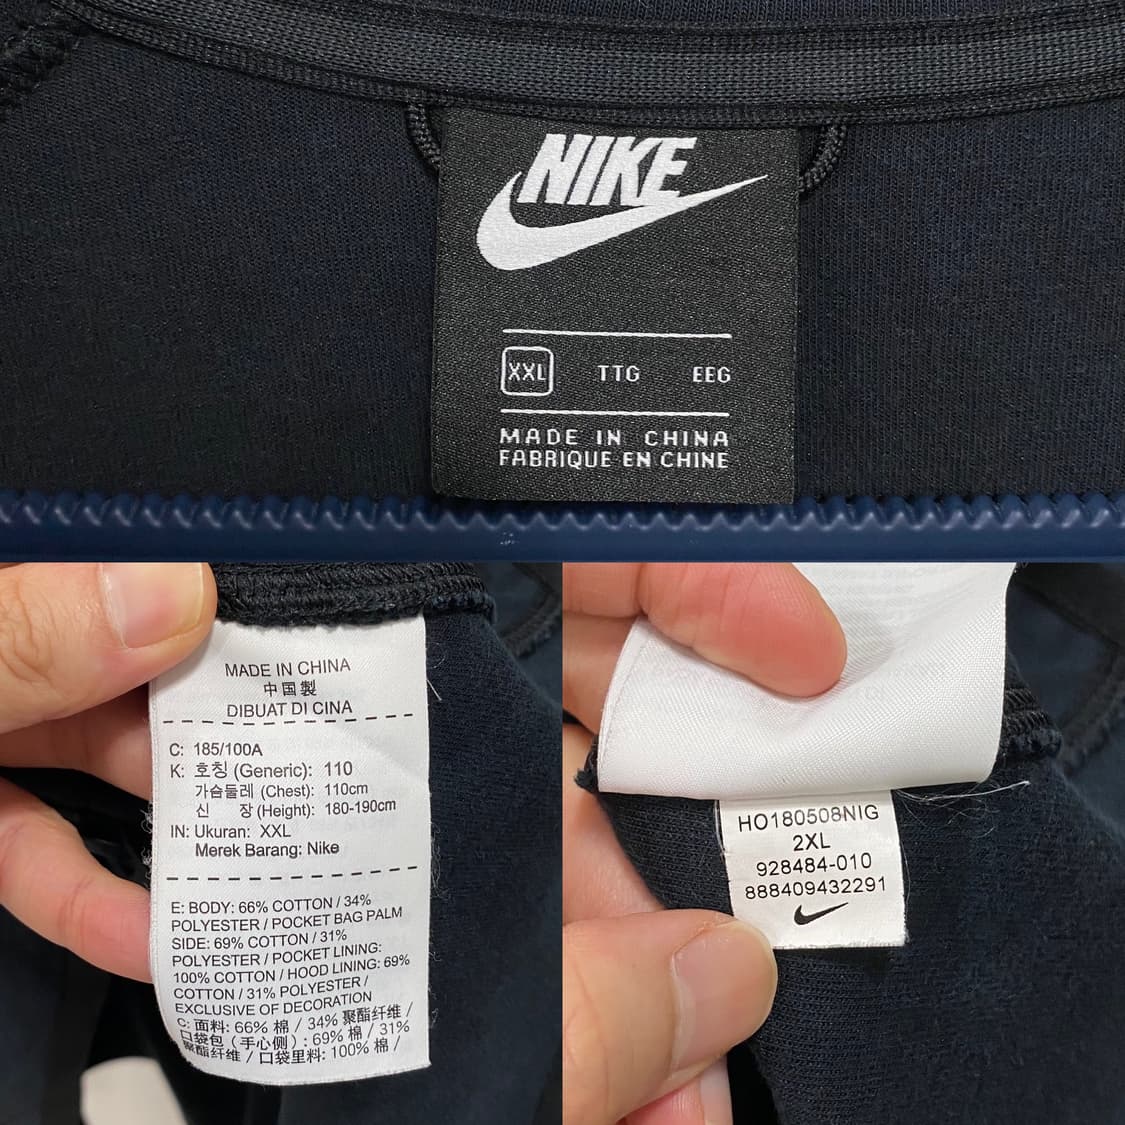 NIKE
XXL TTG EEG
MADE IN CHINA
FABRIQUE EN CHINE
MADE IN CHINA
中国製
DIBUAT DI CINA
C: 185/100A
K: 호칭 (Generic): 110
가슴둘레 (Chest): 110cm
신 장 (Height): 180-190cm
IN: Ukuran: XXL
Merek Barang: Nike
E: BODY: 66% COTTON / 34%
POLYESTER / POCKET BAG PALM
SIDE: 69% COTTON / 31%
POLYESTER / POCKET LINING:
100% COTTON / HOOD LINING: 69%
COTTON / 31% POLYESTER /
EXCLUSIVE OF DECORATION
C: 面料: 66% 棉 / 34% 聚酯纤维 /
口袋包 (手心侧) : 69% 棉 / 31%
聚酯纤维 / 口袋里料: 100% 棉 /
HO180508NIG
2XL
928484-010
888409432291